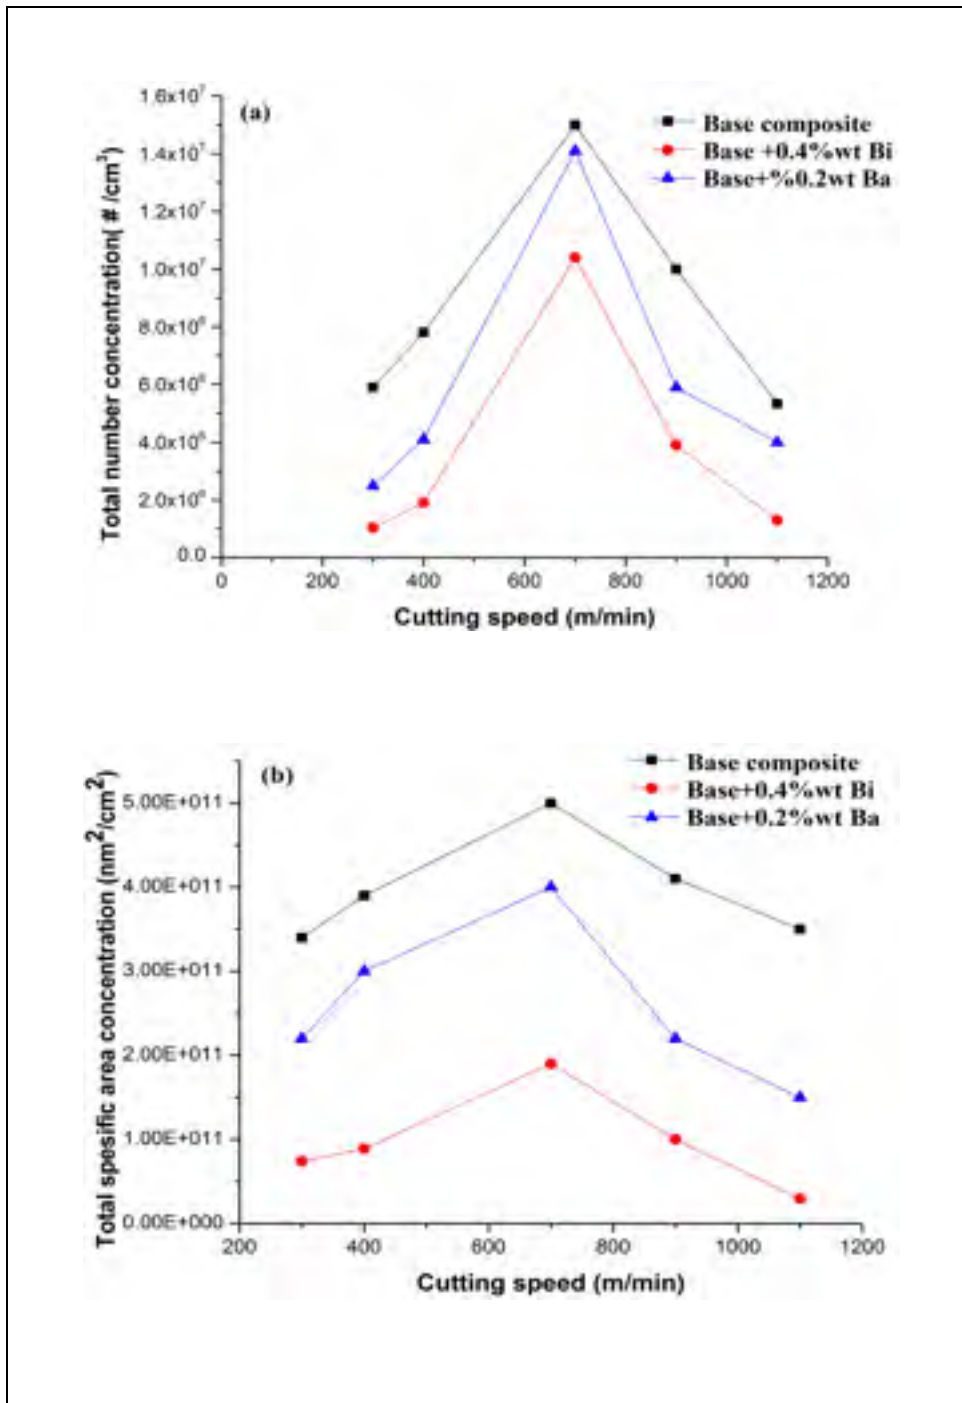 (a)
Base composite
Base +0.4%wt Bi
Base+%0.2wt Ba
Total number concentration( # /cm³)
1.6x10⁷
1.4x10⁷
1.2x10⁷
1.0x10⁷
8.0x10⁶
6.0x10⁶
4.0x10⁶
2.0x10⁶
0.0
0 200 400 600 800 1000 1200
Cutting speed (m/min)
(b)
Base composite
Base+0.4%wt Bi
Base+0.2%wt Ba
Total spesific area concentration (nm²/cm²)
5.00E+011
4.00E+011
3.00E+011
2.00E+011
1.00E+011
0.00E+000
200 400 600 800 1000 1200
Cutting speed (m/min)